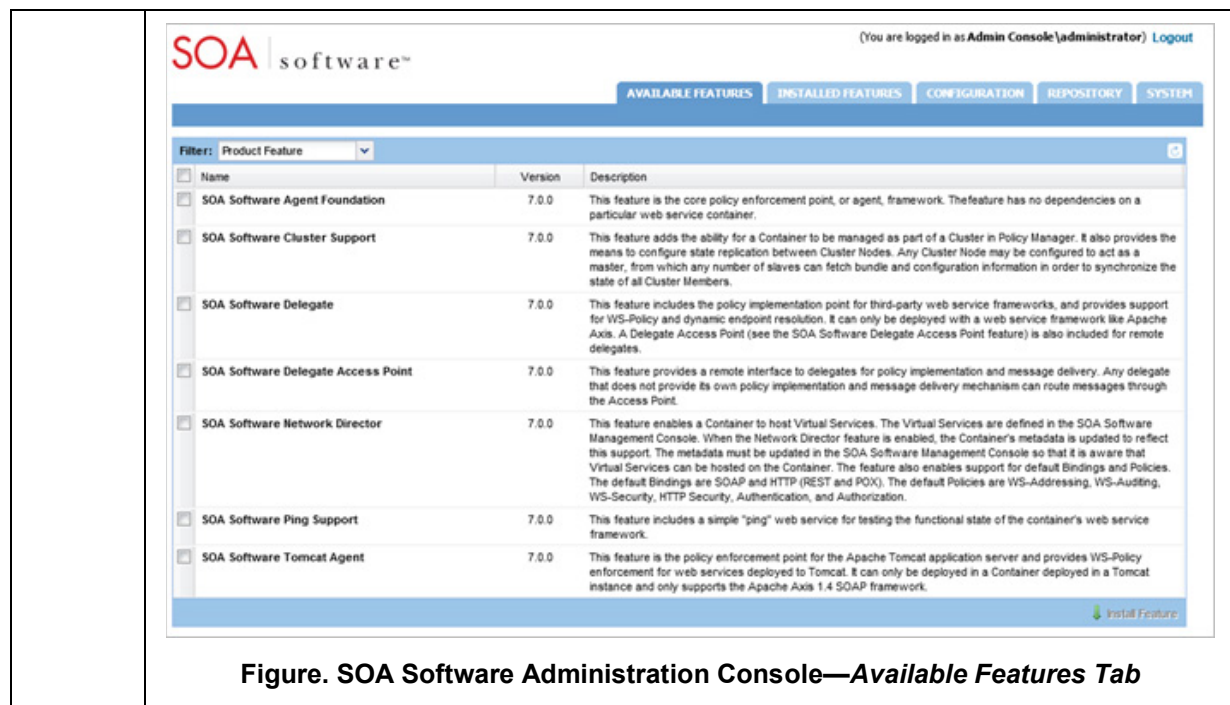 SOA software™
(You are logged in as Admin Console\administrator) Logout
AVAILABLE FEATURES INSTALLED FEATURES CONFIGURATION REPOSITORY SYSTEM
Filter: Product Feature
Name Version Description
SOA Software Agent Foundation 7.0.0 This feature is the core policy enforcement point, or agent, framework. Thefeature has no dependencies on a
particular web service container.
SOA Software Cluster Support 7.0.0 This feature adds the ability for a Container to be managed as part of a Cluster in Policy Manager. It also provides the
means to configure state replication between Cluster Nodes. Any Cluster Node may be configured to act as a
master, from which any number of slaves can fetch bundle and configuration information in order to synchronize the
state of all Cluster Members.
SOA Software Delegate 7.0.0 This feature includes the policy implementation point for third-party web service frameworks, and provides support
for WS-Policy and dynamic endpoint resolution. It can only be deployed with a web service framework like Apache
Axis. A Delegate Access Point (see the SOA Software Delegate Access Point feature) is also included for remote
delegates.
SOA Software Delegate Access Point 7.0.0 This feature provides a remote interface to delegates for policy implementation and message delivery. Any delegate
that does not provide its own policy implementation and message delivery mechanism can route messages through
the Access Point.
SOA Software Network Director 7.0.0 This feature enables a Container to host Virtual Services. The Virtual Services are defined in the SOA Software
Management Console. When the Network Director feature is enabled, the Container's metadata is updated to reflect
this support. The metadata must be updated in the SOA Software Management Console so that it is aware that
Virtual Services can be hosted on the Container. The feature also enables support for default Bindings and Policies.
The default Bindings are SOAP and HTTP (REST and POX). The default Policies are WS-Addressing, WS-Auditing,
WS-Security, HTTP Security, Authentication, and Authorization.
SOA Software Ping Support 7.0.0 This feature includes a simple "ping" web service for testing the functional state of the container's web service
framework.
SOA Software Tomcat Agent 7.0.0 This feature is the policy enforcement point for the Apache Tomcat application server and provides WS-Policy
enforcement for web services deployed to Tomcat. It can only be deployed in a Container deployed in a Tomcat
instance and only supports the Apache Axis 1.4 SOAP framework.
Install Feature
Figure. SOA Software Administration Console—Available Features Tab